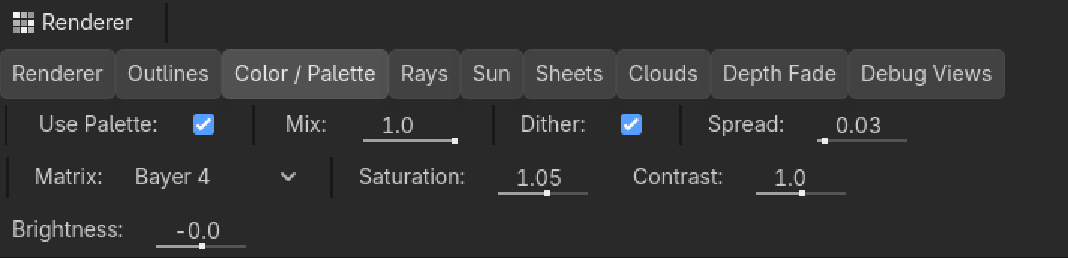 Renderer
Renderer Outlines Color / Palette Rays Sun Sheets Clouds Depth Fade Debug Views
Use Palette: Mix: 1.0 Dither: Spread: 0.03
Matrix: Bayer 4 Saturation: 1.05 Contrast: 1.0
Brightness: -0.0